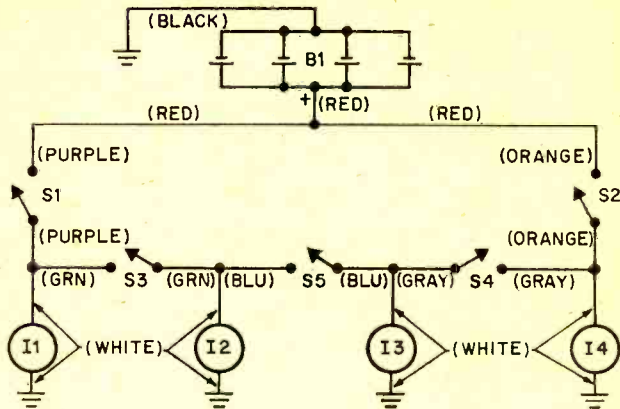 (BLACK)
B1
+ (RED)
(RED) (RED)
(PURPLE) (ORANGE)
S1 S2
(PURPLE) (ORANGE)
(GRN) S3 (GRN) (BLU) S5 (BLU) (GRAY) S4 (GRAY)
I1 (WHITE) I2 I3 (WHITE) I4